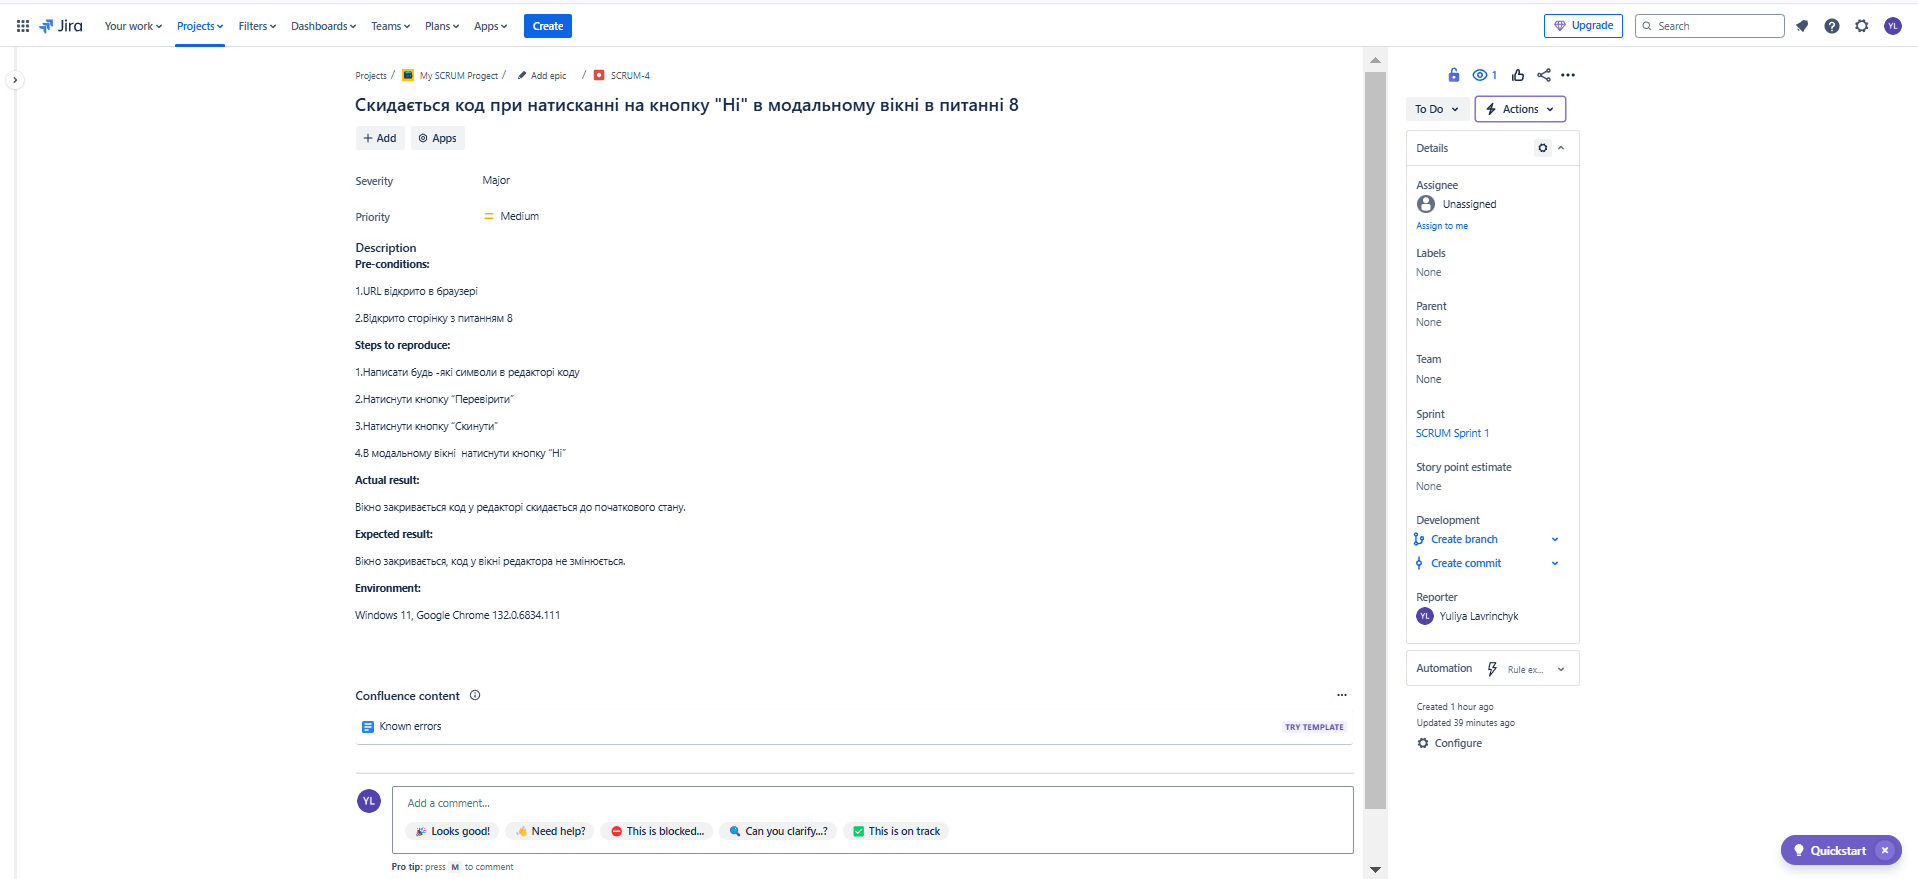 Jira
Your work
Projects
Filters
Dashboards
Teams
Plans
Apps
Create
Upgrade
Search
YL
Projects / My SCRUM Progect / Add epic / SCRUM-4
Скидається код при натисканні на кнопку "Ні" в модальному вікні в питанні 8
Add
Apps
Severity Major
Priority Medium
Description
Pre-conditions:
1.URL відкрито в браузері
2.Відкрито сторінку з питанням 8
Steps to reproduce:
1.Написати будь -які символи в редакторі коду
2.Натиснути кнопку “Перевірити”
3.Натиснути кнопку “Скинути”
4.В модальному вікні натиснути кнопку “Ні”
Actual result:
Вікно закривається код у редакторі скидається до початкового стану.
Expected result:
Вікно закривається, код у вікні редактора не змінюється.
Environment:
Windows 11, Google Chrome 132.0.6834.111
Confluence content
Known errors
TRY TEMPLATE
YL
Add a comment...
Looks good!
Need help?
This is blocked...
Can you clarify...?
This is on track
Pro tip: press M to comment
1
To Do
Actions
Details
Assignee
Unassigned
Assign to me
Labels
None
Parent
None
Team
None
Sprint
SCRUM Sprint 1
Story point estimate
None
Development
Create branch
Create commit
Reporter
YL Yuliya Lavrinchyk
Automation Rule ex...
Created 1 hour ago
Updated 39 minutes ago
Configure
Quickstart